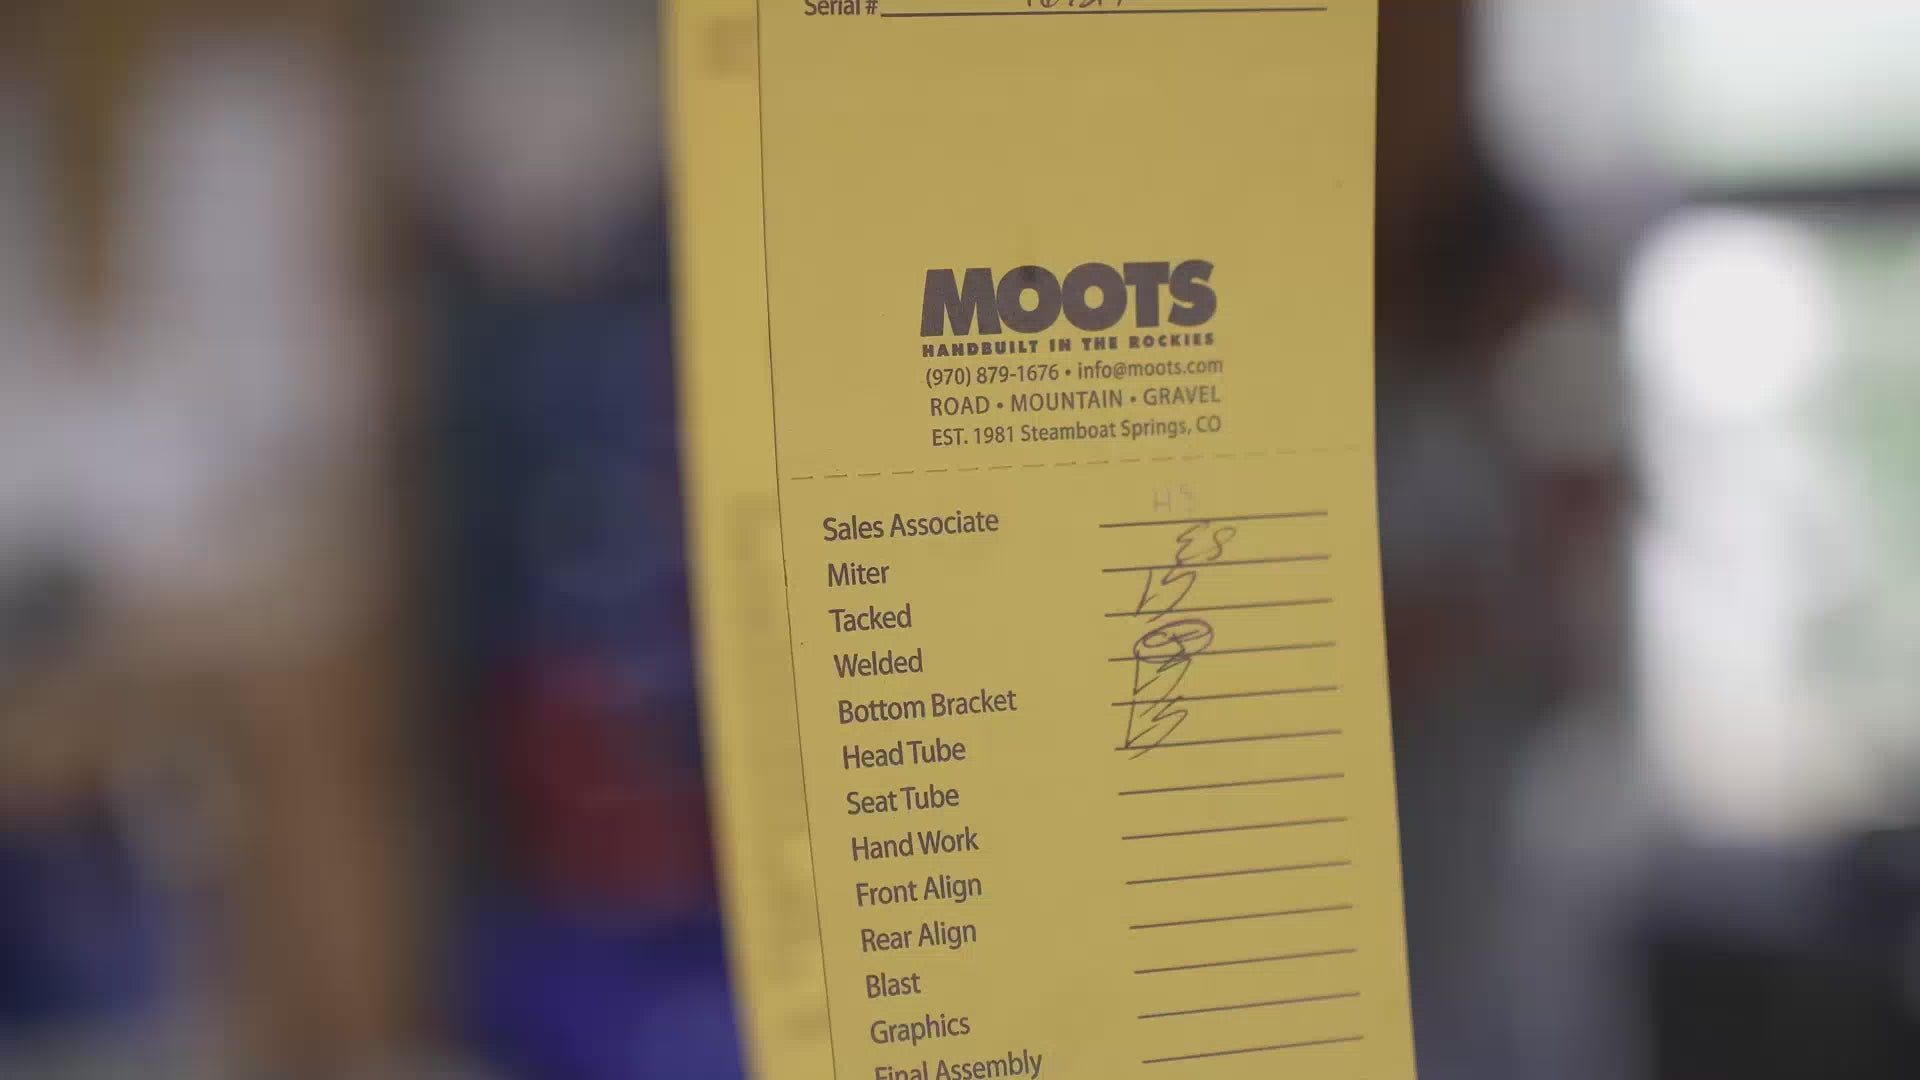 Serial #
MOOTS
HANDBUILT IN THE ROCKIES
(970) 879-1676 • info@moots.com
ROAD • MOUNTAIN • GRAVEL
EST. 1981 Steamboat Springs, CO
Sales Associate HS
Miter ES
Tacked
Welded
Bottom Bracket
Head Tube
Seat Tube
Hand Work
Front Align
Rear Align
Blast
Graphics
Final Assembly